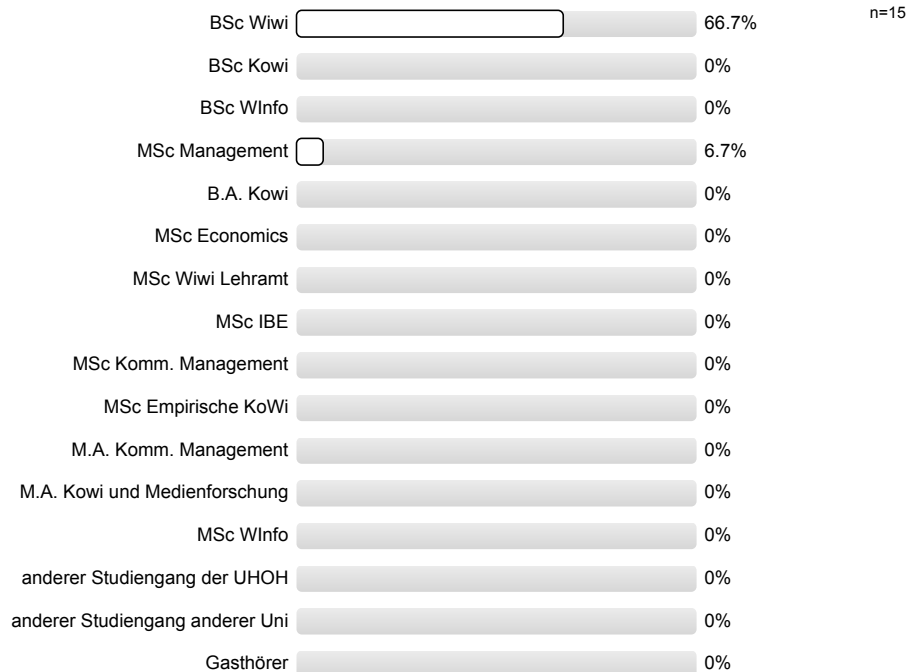 BSc Wiwi 66.7% n=15
BSc Kowi 0%
BSc WInfo 0%
MSc Management 6.7%
B.A. Kowi 0%
MSc Economics 0%
MSc Wiwi Lehramt 0%
MSc IBE 0%
MSc Komm. Management 0%
MSc Empirische KoWi 0%
M.A. Komm. Management 0%
M.A. Kowi und Medienforschung 0%
MSc WInfo 0%
anderer Studiengang der UHOH 0%
anderer Studiengang anderer Uni 0%
Gasthörer 0%